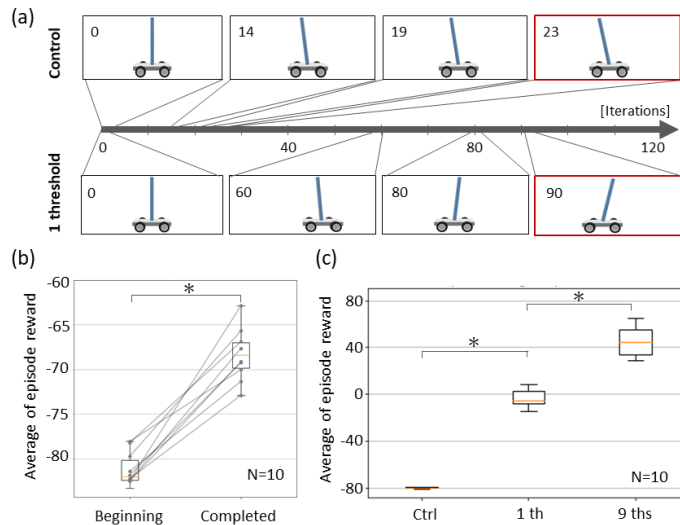 (a)
Control
0
14
19
23
[Iterations]
0
40
80
120
1 threshold
0
60
80
90
(b)
Average of episode reward
-60
-65
-70
-75
-80
*
N=10
Beginning
Completed
(c)
Average of episode reward
80
40
0
-40
-80
*
*
N=10
Ctrl
1 th
9 ths